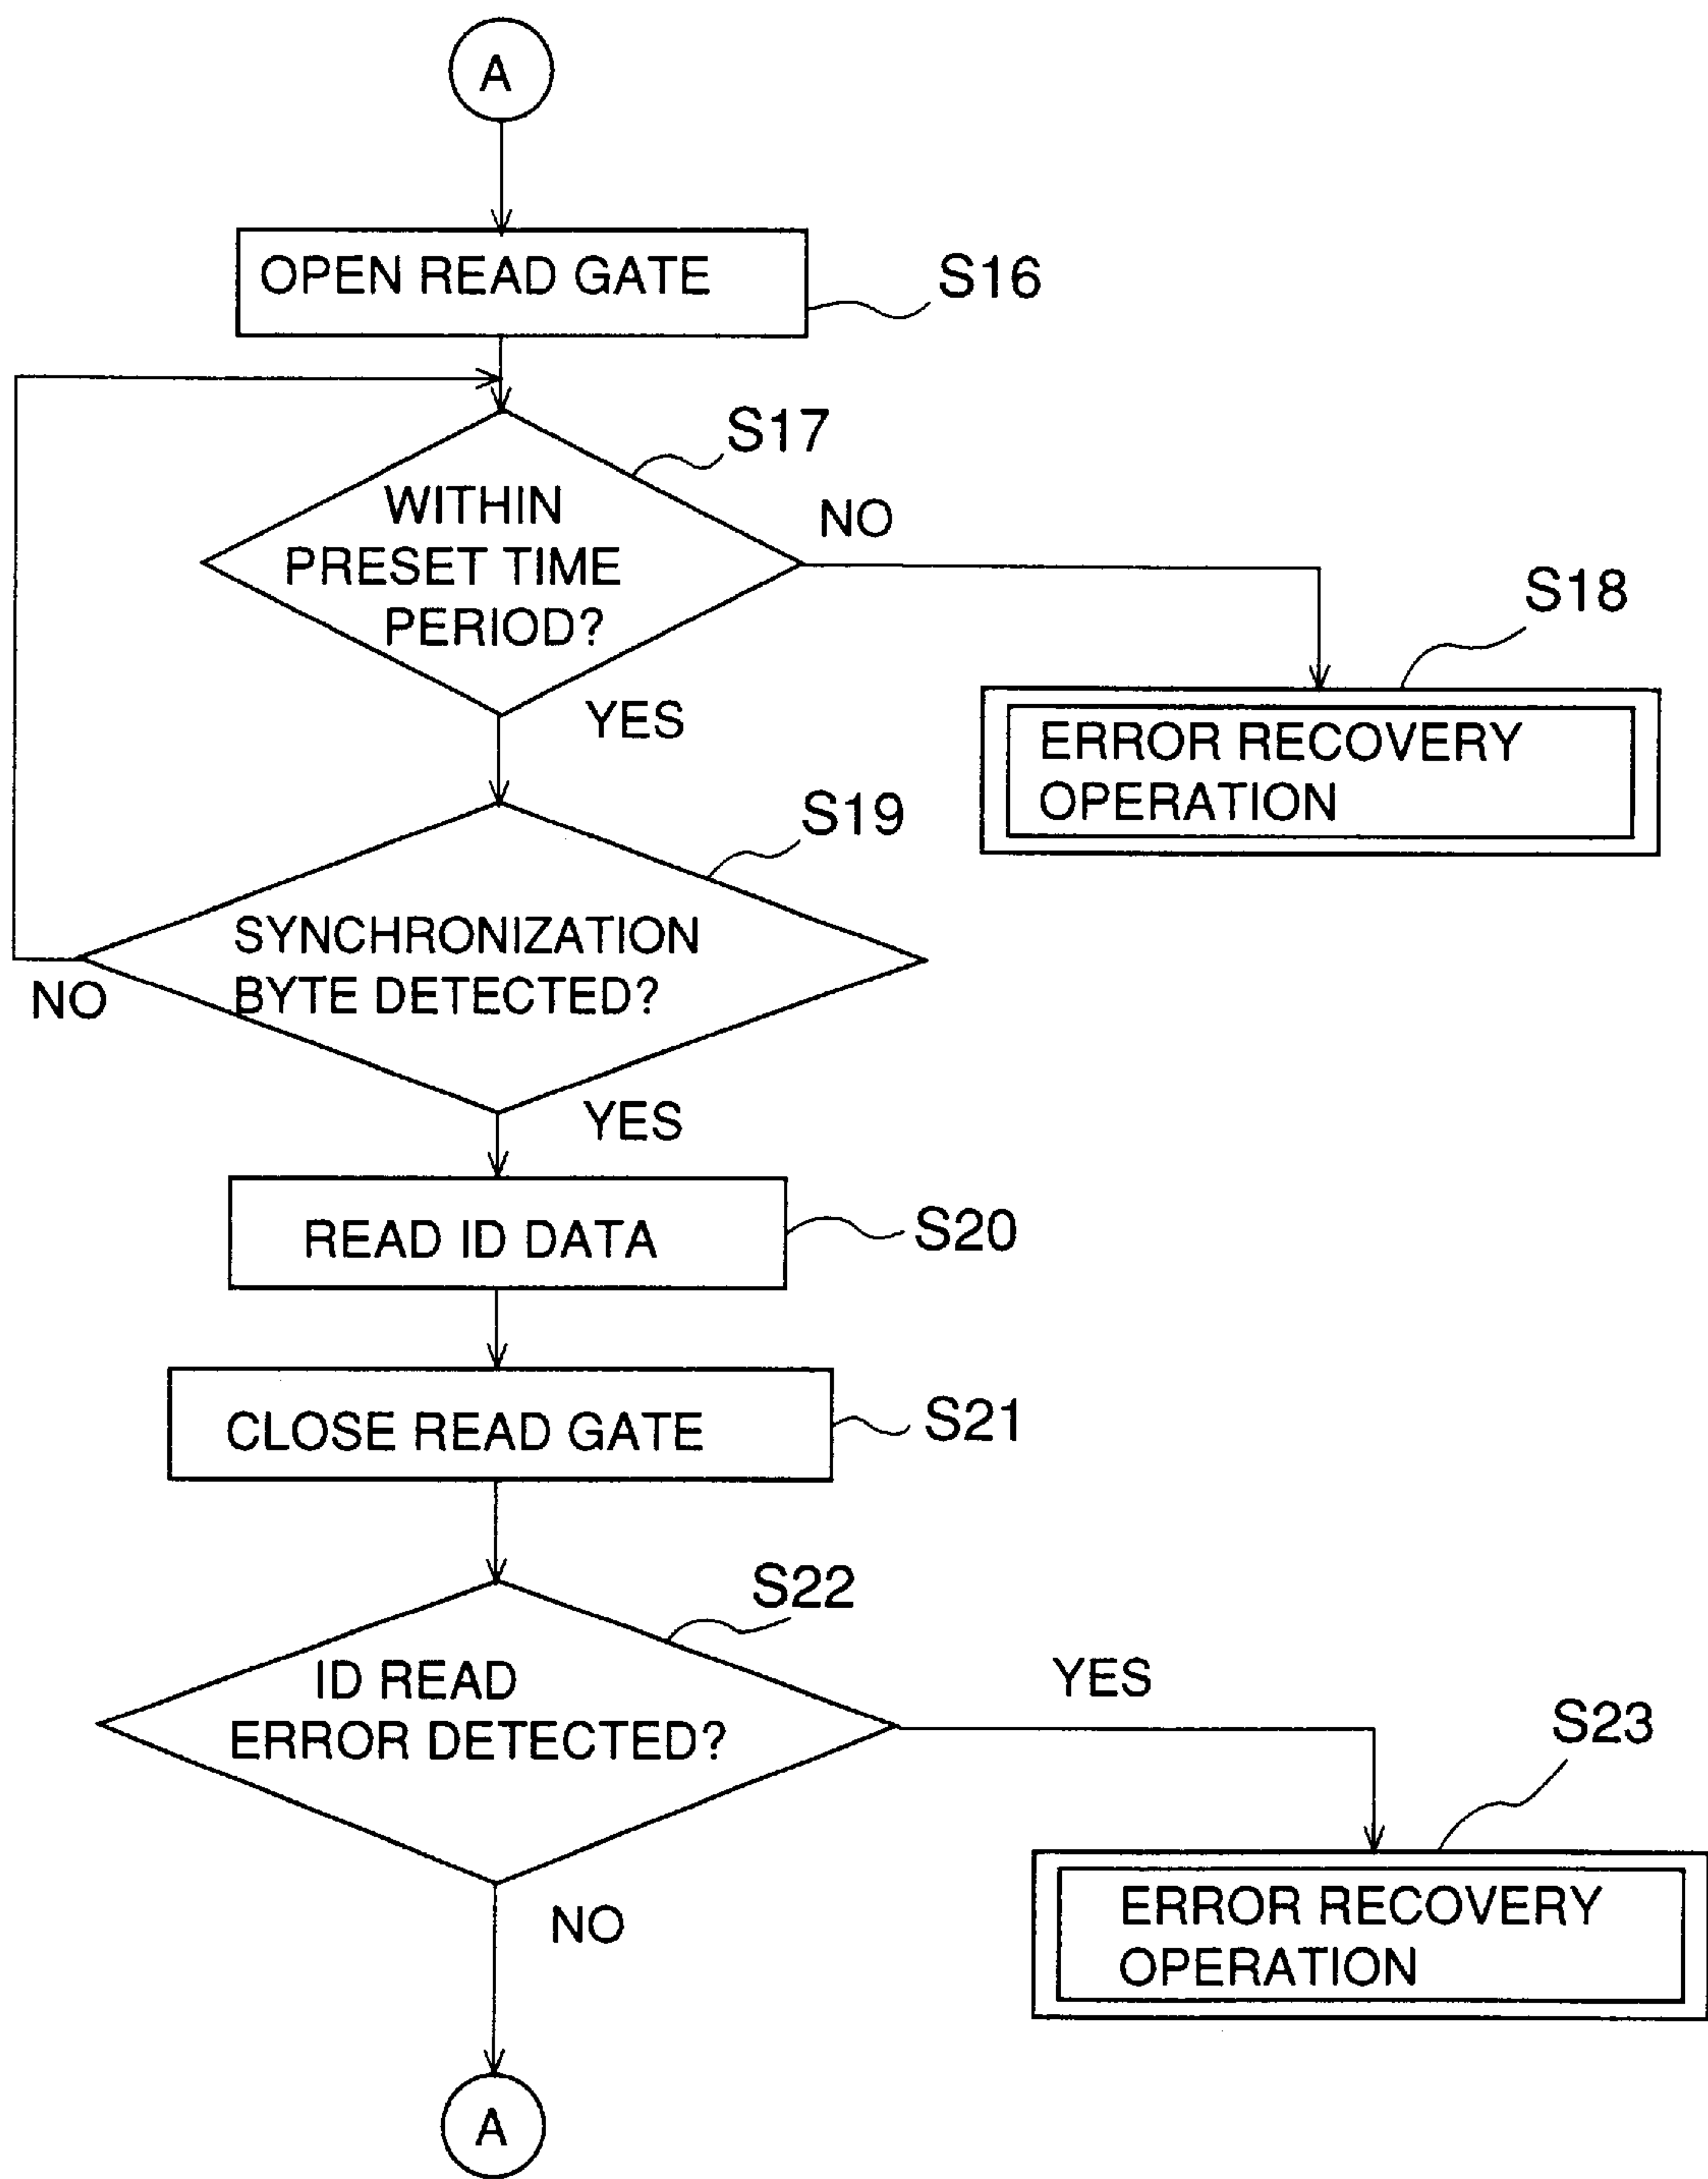 A
OPEN READ GATE
S16
S17
WITHIN
PRESET TIME
PERIOD?
NO
YES
S18
ERROR RECOVERY
OPERATION
S19
SYNCHRONIZATION
BYTE DETECTED?
NO
YES
READ ID DATA
S20
CLOSE READ GATE
S21
S22
ID READ
ERROR DETECTED?
YES
NO
S23
ERROR RECOVERY
OPERATION
A